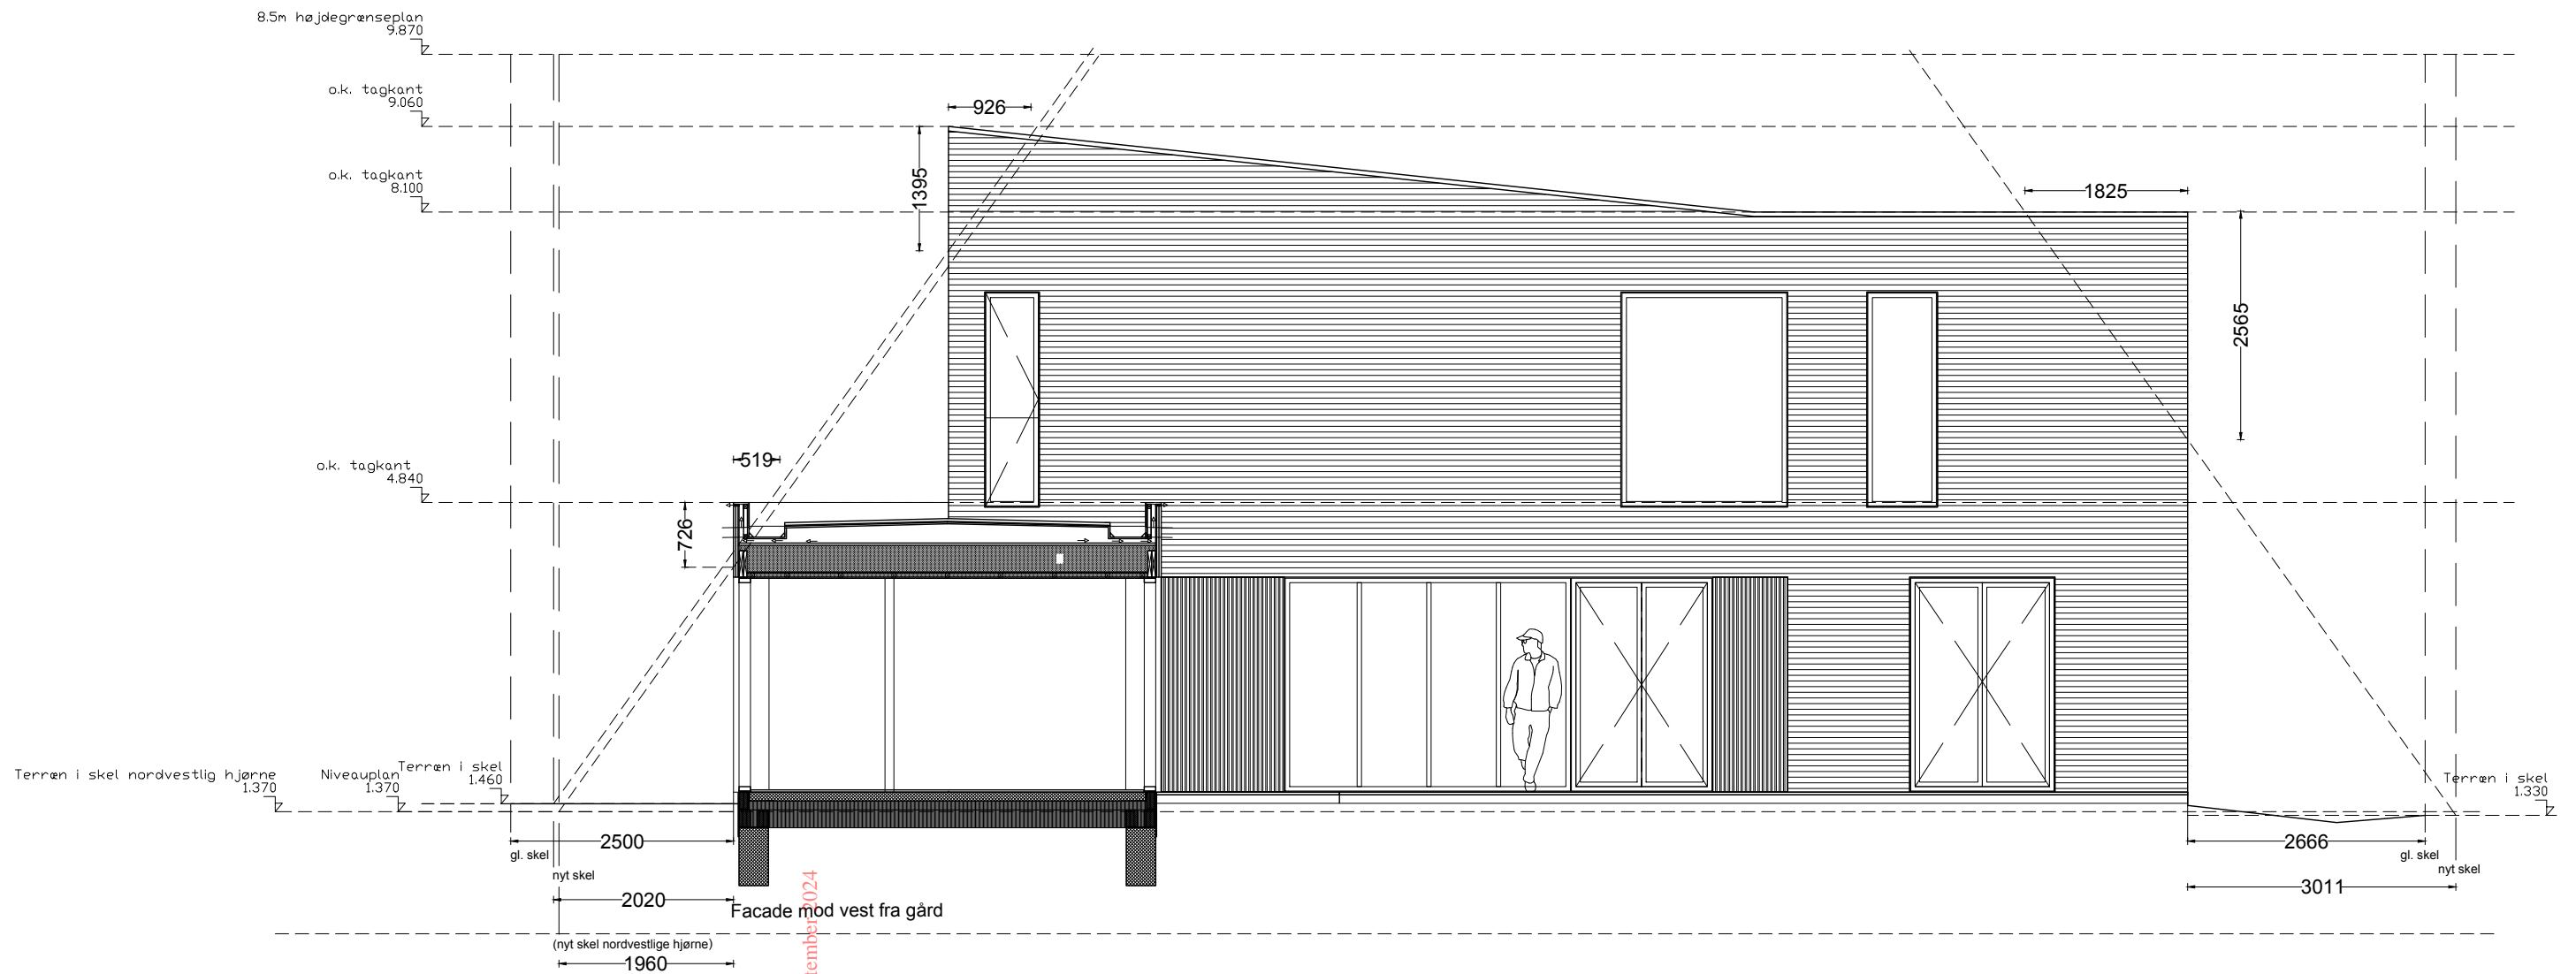 8.5m højdegrænseplan
9.870
o.k. tagkant
9.060
926
1395
o.k. tagkant
8.100
1825
2565
o.k. tagkant
4.840
519
726
Terræn i skel nordvestlig hjørne
1.370
Niveauplan
1.370
Terræn i skel
1.460
Terræn i skel
1.330
2500
gl. skel
nyt skel
2020
2666
gl. skel
nyt skel
3011
Facade mod vest fra gård
(nyt skel nordvestlige hjørne)
1960
2024